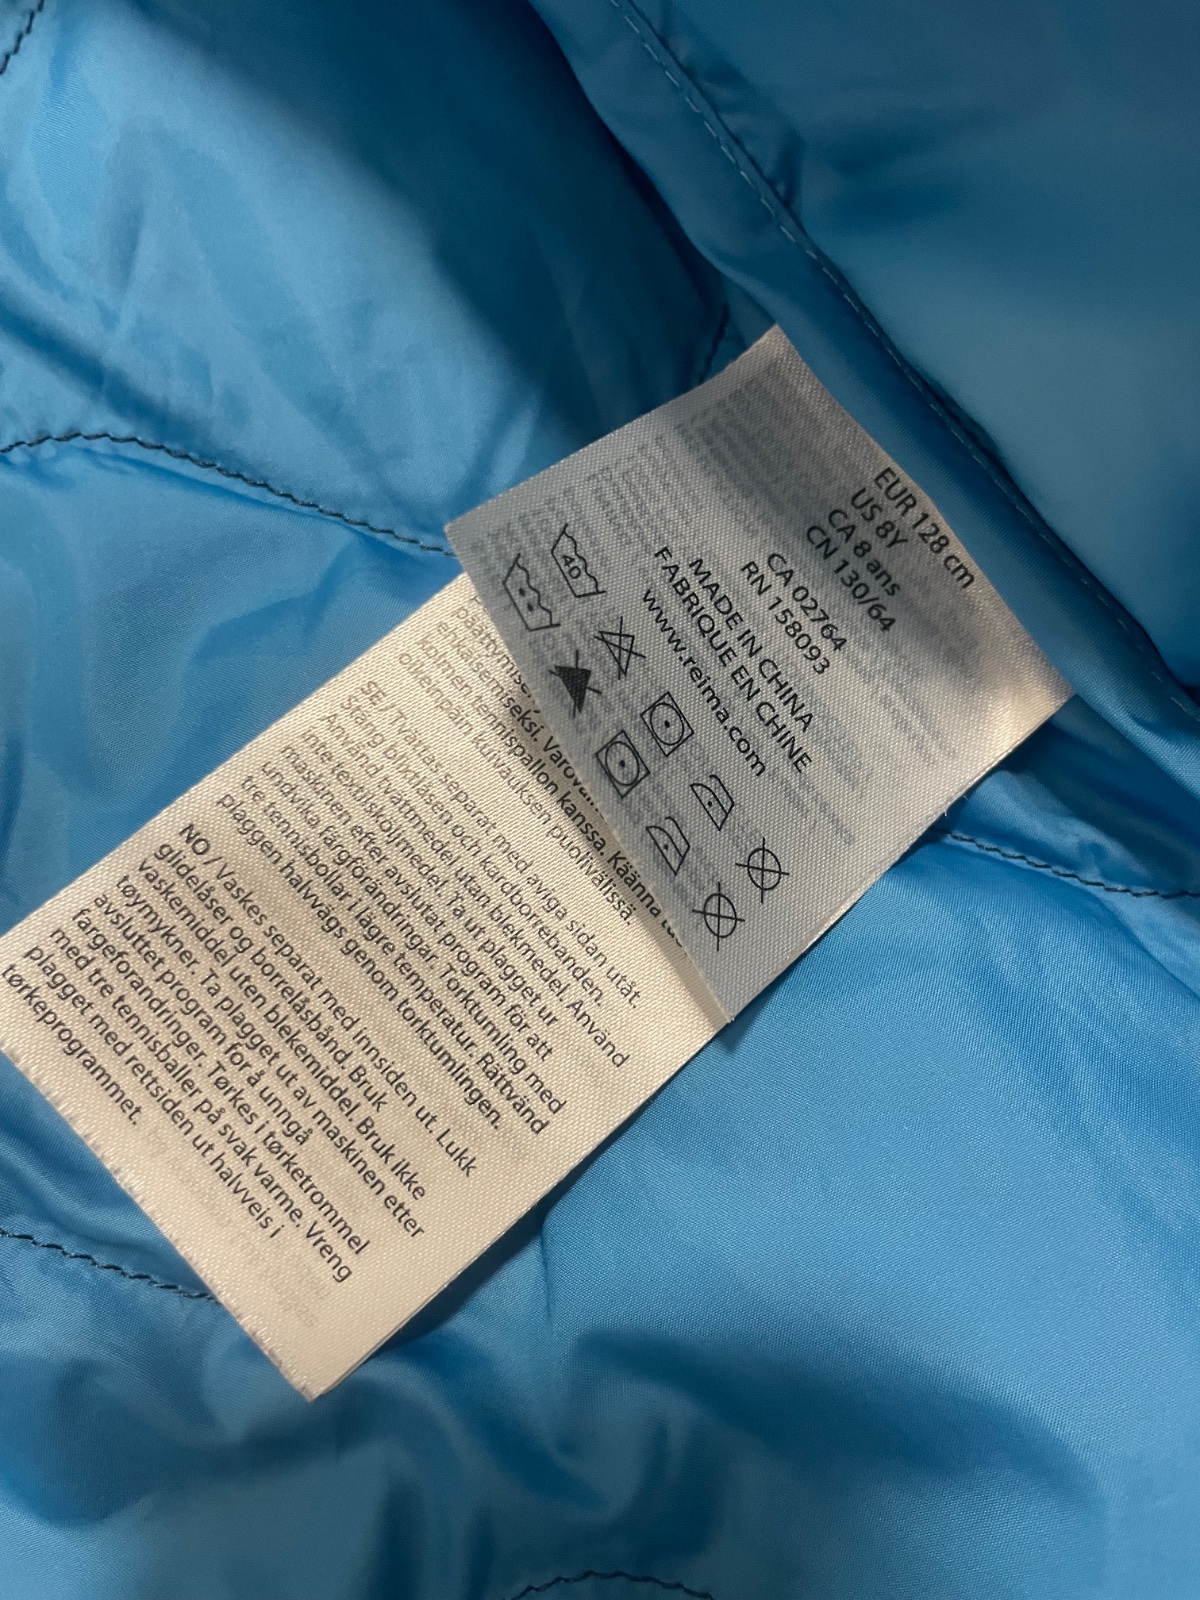 EUR 128 cm
US 8Y
CA 8 ans
CN 130/64
CA 02764
RN 158093
MADE IN CHINA
FABRIQUE EN CHINE
www.reima.com
40
enkaisemiseksi. Varov
kolmen tennispallon kanssa. Käännä
oikeinpäin kuivauksen puolivälissä
SE / Tvättas separat med aviga sidan utåt.
Stäng blixtlåsen och kardborrebanden.
Använd tvättmedel utan blekmedel. Använd
inte textilsköljmedel. Ta ut plagget ur
maskinen efter avslutat program för att
undvika färgförändringar. Torktumling med
tre tennisbollar i lägre temperatur. Rättvänd
plaggen halvvägs genom torktumlingen.
NO / Vaskes separat med innsiden ut. Lukk
glidelåser og borrelåsbånd. Bruk
vaskemiddel uten blekemiddel. Bruk ikke
tøymykner. Ta plagget ut av maskinen etter
avsluttet program for å unngå
fargeforandringer. Tørkes i tørketrommel
med tre tennisballer på svak varme. Vreng
plagget med rettsiden ut halvveis i
tørkeprogrammet.